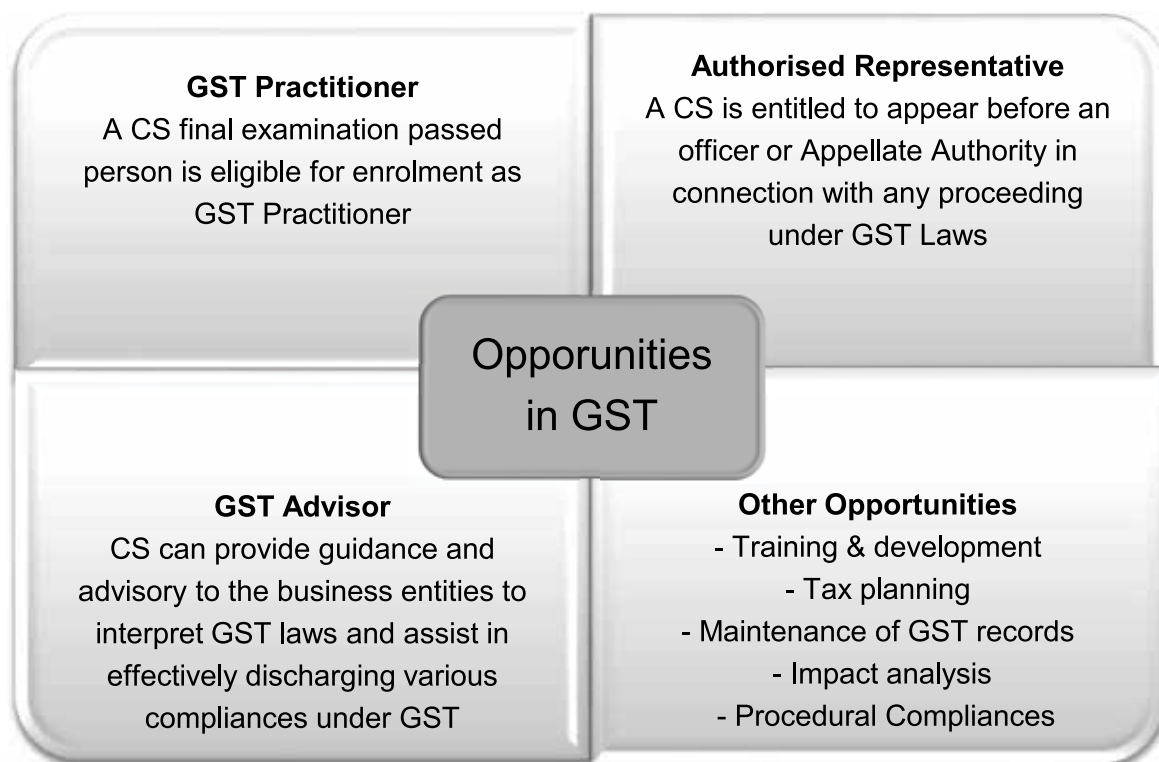 GST Practitioner
A CS final examination passed
person is eligible for enrolment as
GST Practitioner
Authorised Representative
A CS is entitled to appear before an
officer or Appellate Authority in
connection with any proceeding
under GST Laws
Opporunities
in GST
GST Advisor
CS can provide guidance and
advisory to the business entities to
interpret GST laws and assist in
effectively discharging various
compliances under GST
Other Opportunities
- Training & development
- Tax planning
- Maintenance of GST records
- Impact analysis
- Procedural Compliances